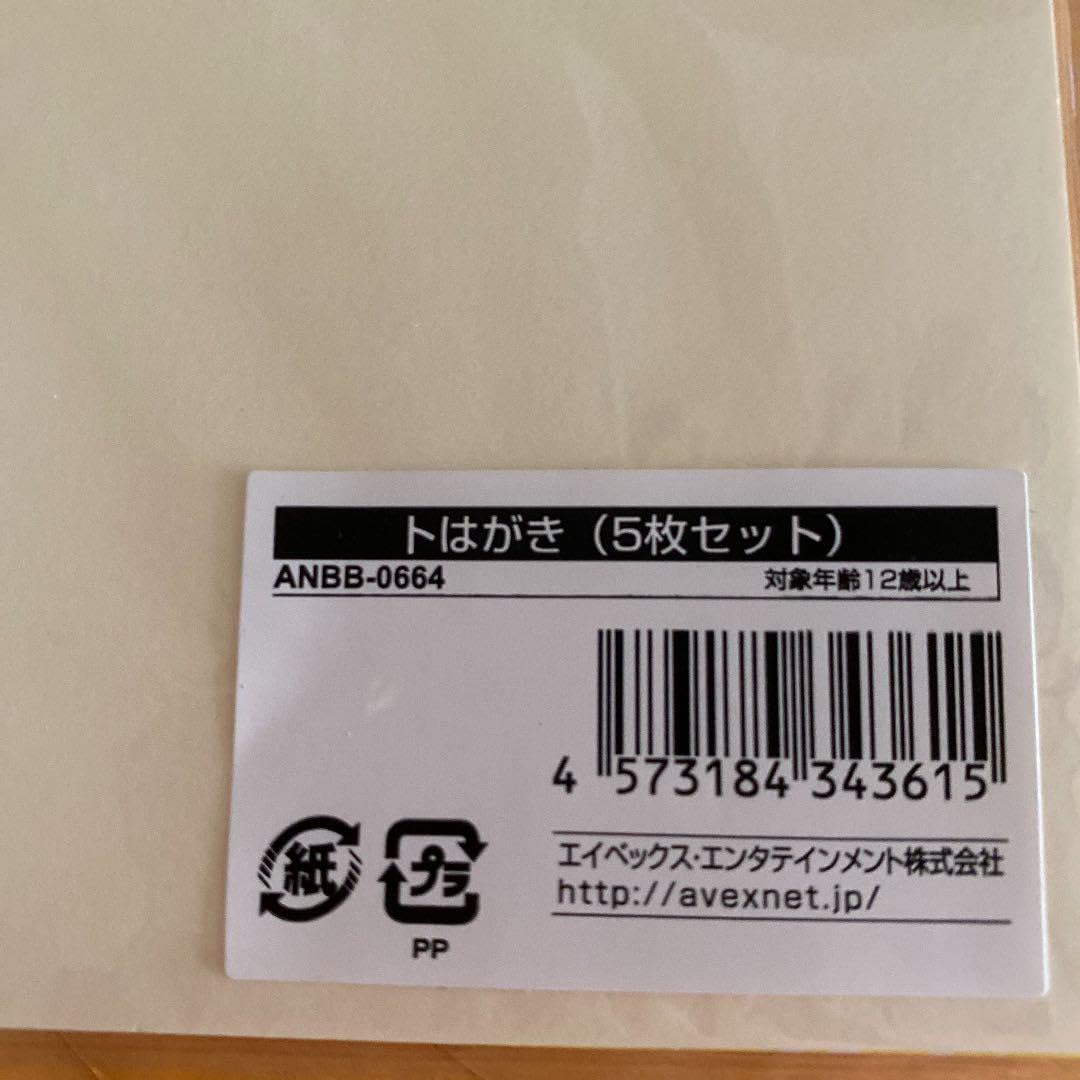 トはがき（5枚セット）
ANBB-0664 対象年齢12歳以上
4 573184 343615
紙 プラ
PP
エイベックス・エンタテインメント株式会社
http://avexnet.jp/